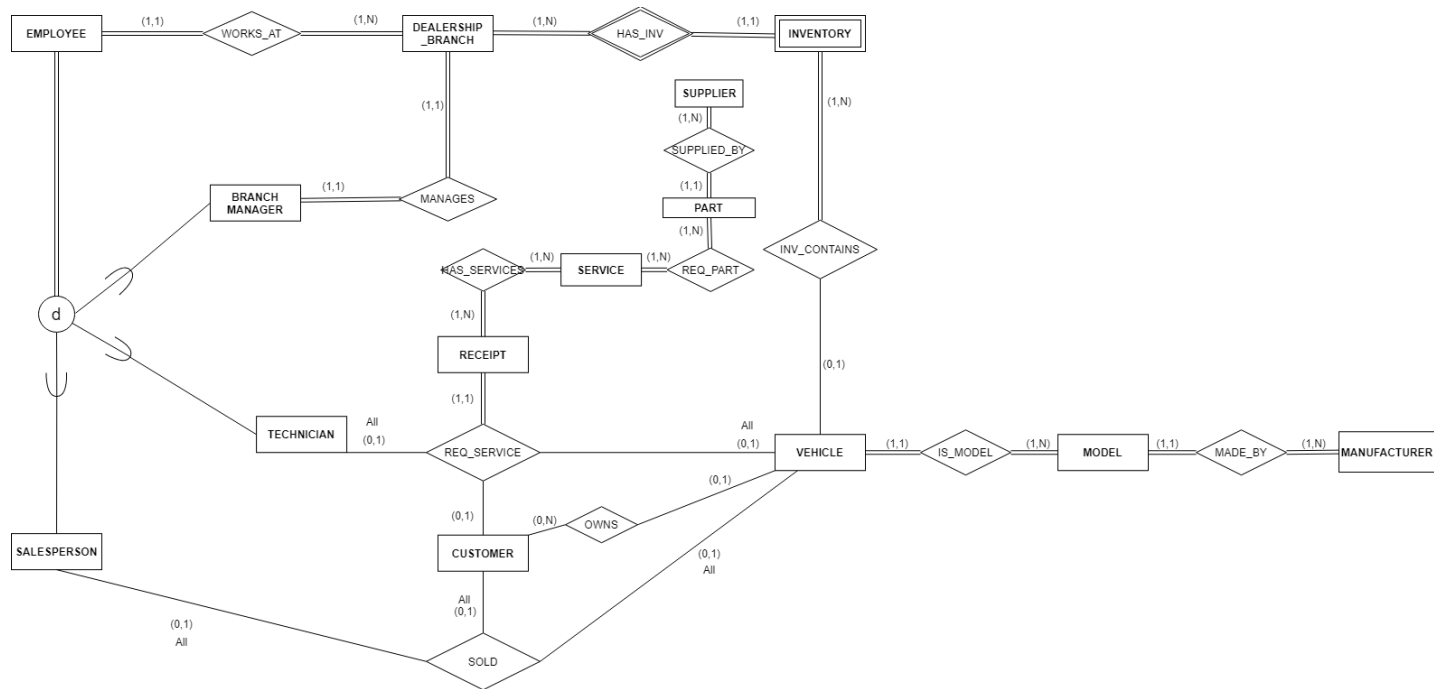 (1,1)
(1,N)
(1,N)
(1,1)
EMPLOYEE
WORKS_AT
DEALERSHIP
_BRANCH
HAS_INV
INVENTORY
(1,1)
SUPPLIER
(1,N)
(1,N)
SUPPLIED_BY
(1,1)
BRANCH
MANAGER
(1,1)
MANAGES
PART
(1,N)
INV_CONTAINS
HAS_SERVICES
(1,N)
SERVICE
(1,N)
REQ_PART
d
(1,N)
RECEIPT
(0,1)
(1,1)
TECHNICIAN
All
(0,1)
REQ_SERVICE
All
(0,1)
VEHICLE
(1,1)
IS_MODEL
(1,N)
MODEL
(1,1)
MADE_BY
(1,N)
MANUFACTURER
(0,1)
(0,N)
OWNS
(0,1)
SALESPERSON
CUSTOMER
(0,1)
All
All
(0,1)
(0,1)
All
SOLD